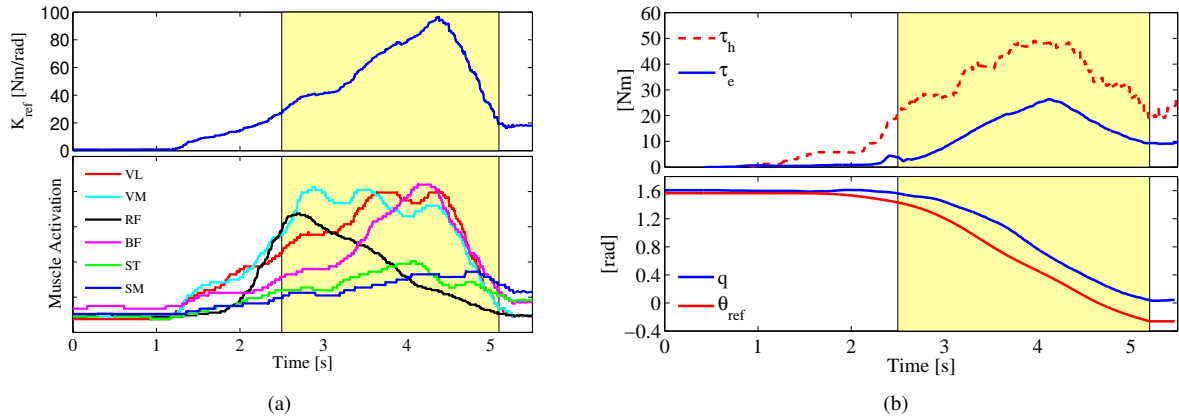 100
80
60
40
20
0
K_ref [Nm/rad]
VL
VM
RF
BF
ST
SM
Muscle Activation
0 1 2 3 4 5
Time [s]
(a)
60
50
40
30
20
10
0
[Nm]
τ_h
τ_e
1.6
1.2
0.8
0.4
0
−0.4
[rad]
q
θ_ref
0 1 2 3 4 5
Time [s]
(b)